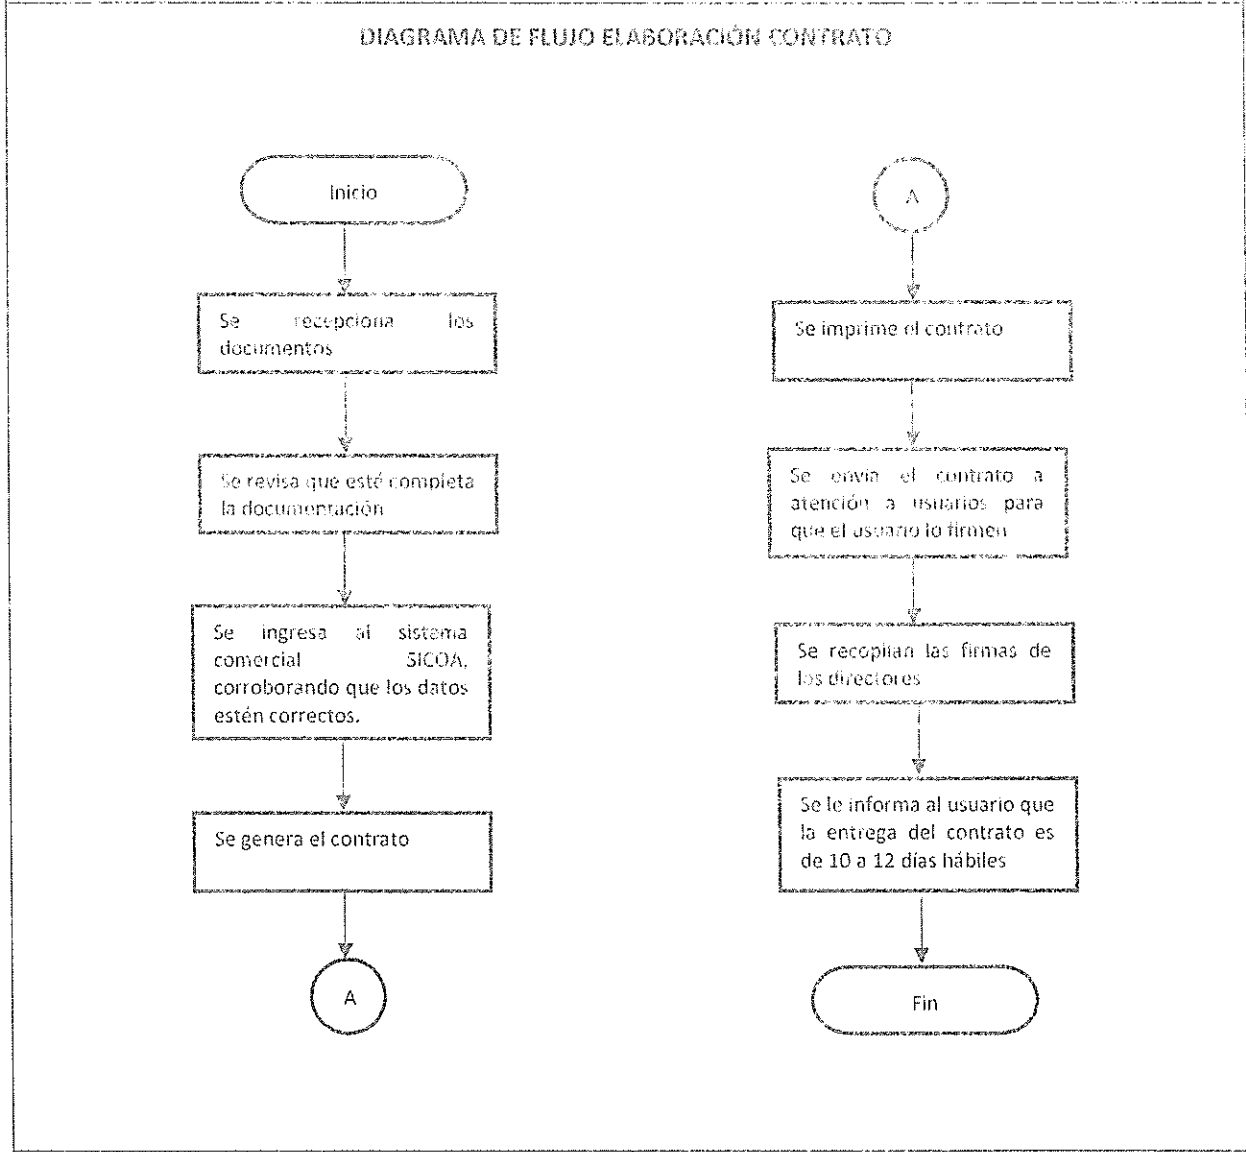 DIAGRAMA DE FLUJO ELABORACIÓN CONTRATO
Inicio
Se recepciona los
documentos
Se revisa que esté completa
la documentación
Se ingresa al sistema
comercial SICOA,
corroborando que los datos
estén correctos.
Se genera el contrato
A
A
Se imprime el contrato
Se envía el contrato a
atención a usuarios para
que el usuario lo firmen
Se recopilan las firmas de
los directores
Se le informa al usuario que
la entrega del contrato es
de 10 a 12 días hábiles
Fin